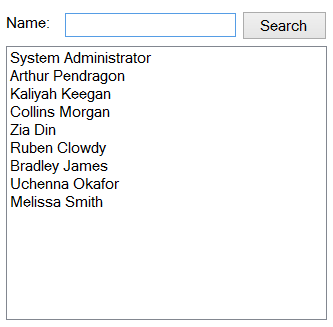 Name:
Search
System Administrator
Arthur Pendragon
Kaliyah Keegan
Collins Morgan
Zia Din
Ruben Clowdy
Bradley James
Uchenna Okafor
Melissa Smith